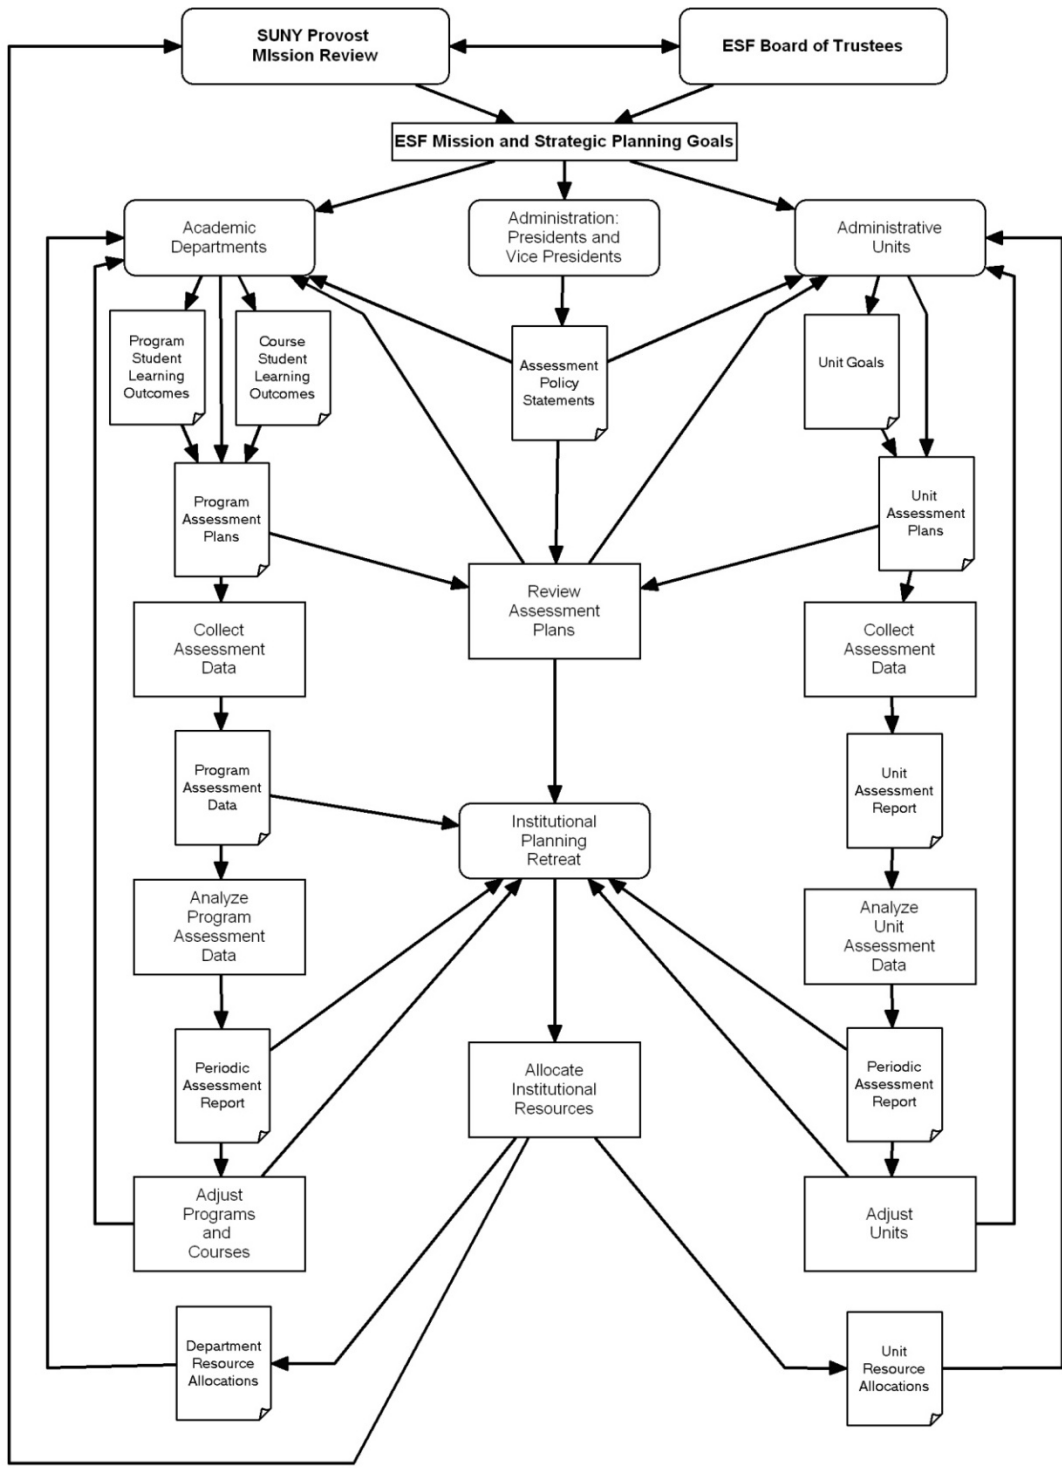 SUNY Provost
MIssion Review
ESF Board of Trustees
ESF Mission and Strategic Planning Goals
Academic
Departments
Administration:
Presidents and
Vice Presidents
Administrative
Units
Program
Student
Learning
Outcomes
Course
Student
Learning
Outcomes
Assessment
Policy
Statements
Unit Goals
Program
Assessment
Plans
Unit
Assessment
Plans
Review
Assessment
Plans
Collect
Assessment
Data
Collect
Assessment
Data
Program
Assessment
Data
Unit
Assessment
Report
Institutional
Planning
Retreat
Analyze
Program
Assessment
Data
Analyze
Unit
Assessment
Data
Periodic
Assessment
Report
Allocate
Institutional
Resources
Periodic
Assessment
Report
Adjust
Programs
and
Courses
Adjust
Units
Department
Resource
Allocations
Unit
Resource
Allocations